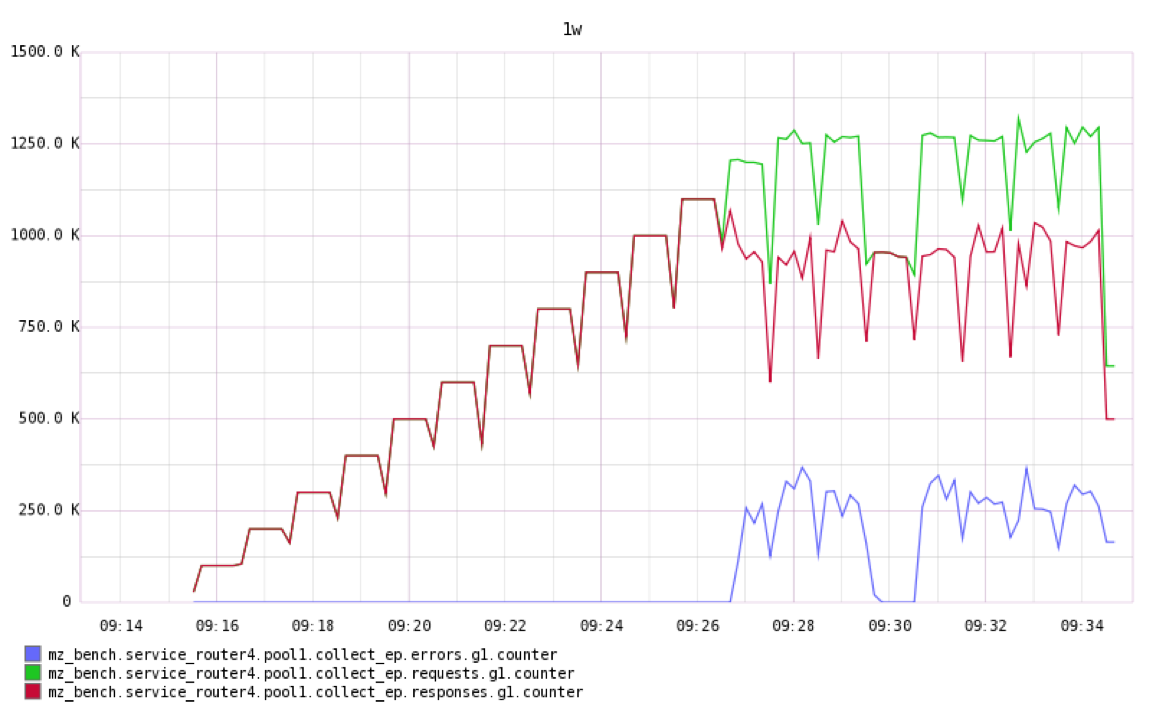 1w
1500.0 K
1250.0 K
1000.0 K
750.0 K
500.0 K
250.0 K
0
09:14 09:16 09:18 09:20 09:22 09:24 09:26 09:28 09:30 09:32 09:34
mz_bench.service_router4.pool1.collect_ep.errors.g1.counter
mz_bench.service_router4.pool1.collect_ep.requests.g1.counter
mz_bench.service_router4.pool1.collect_ep.responses.g1.counter